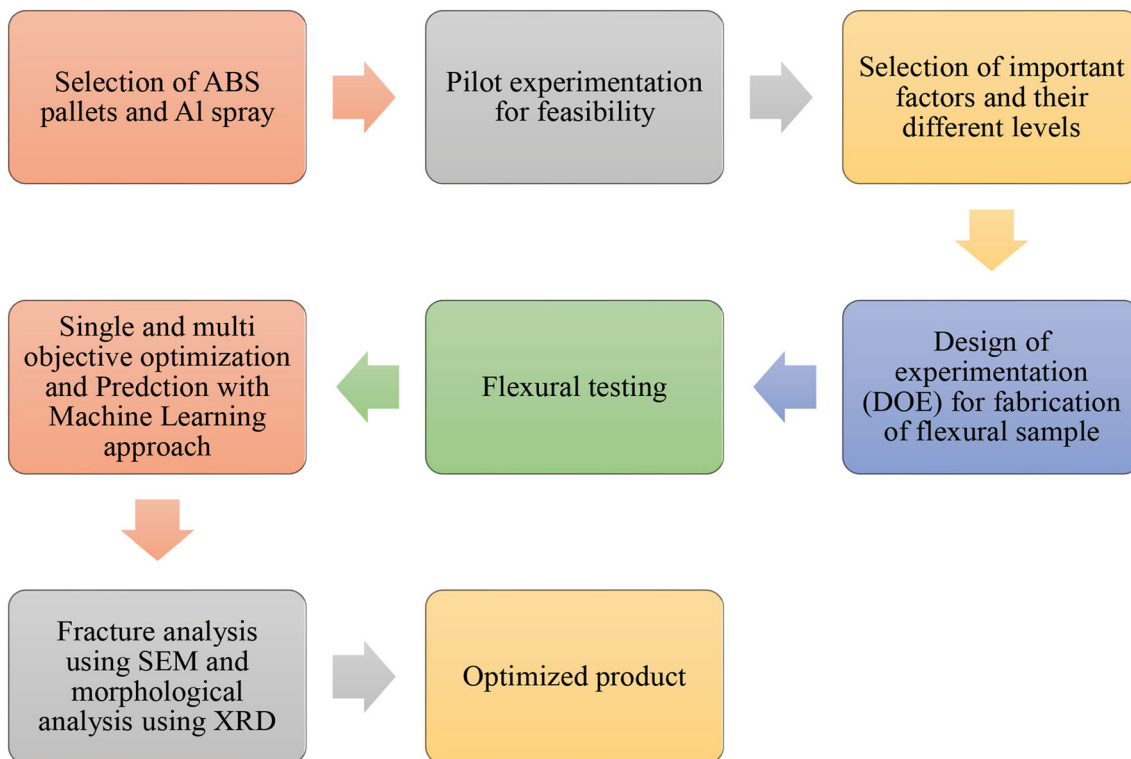 Selection of ABS
pallets and Al spray
Pilot experimentation
for feasibility
Selection of important
factors and their
different levels
Design of
experimentation
(DOE) for fabrication
of flexural sample
Flexural testing
Single and multi
objective optimization
and Predction with
Machine Learning
approach
Fracture analysis
using SEM and
morphological
analysis using XRD
Optimized product